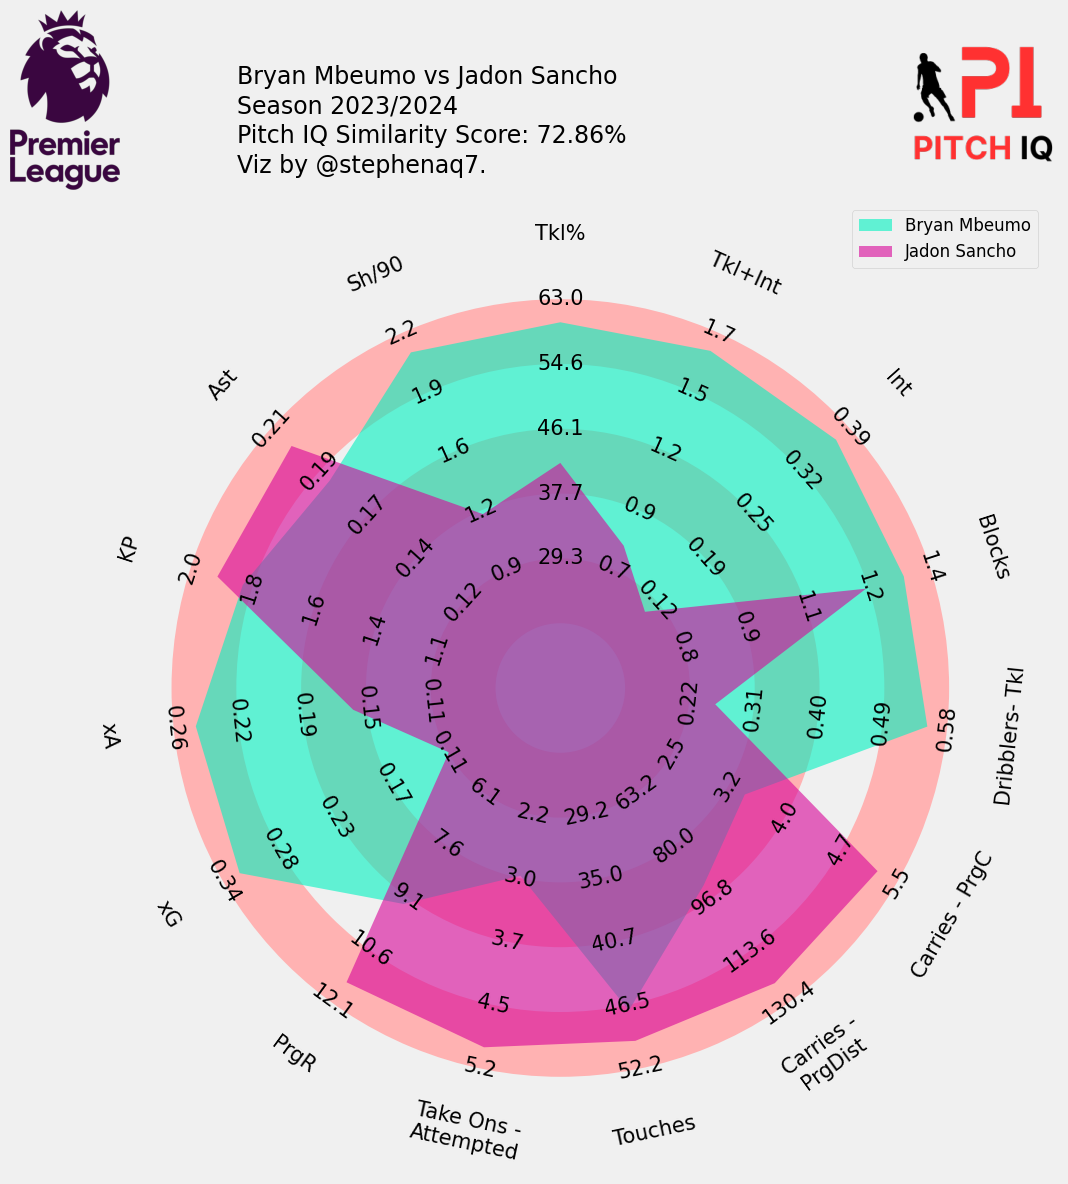 Premier
League
Bryan Mbeumo vs Jadon Sancho
Season 2023/2024
Pitch IQ Similarity Score: 72.86%
Viz by @stephenaq7.
PI
PITCH IQ
Bryan Mbeumo
Jadon Sancho
Tkl%
63.0
54.6
46.1
37.7
29.3
Tkl+Int
1.7
1.5
1.2
0.9
0.7
Int
0.39
0.32
0.25
0.19
0.12
Blocks
1.4
1.2
1.1
0.9
0.8
Dribblers- Tkl
0.58
0.49
0.40
0.31
0.22
Carries - PrgC
5.5
4.7
4.0
3.2
2.5
Carries -
PrgDist
130.4
113.6
96.8
80.0
63.2
Touches
52.2
46.5
40.7
35.0
29.2
Take Ons -
Attempted
5.2
4.5
3.7
3.0
2.2
PrgR
12.1
10.6
9.1
7.6
6.1
xG
0.34
0.28
0.23
0.17
0.11
xA
0.26
0.22
0.19
0.15
0.11
KP
2.0
1.8
1.6
1.4
1.1
Ast
0.21
0.19
0.17
0.14
0.12
Sh/90
2.2
1.9
1.6
1.2
0.9